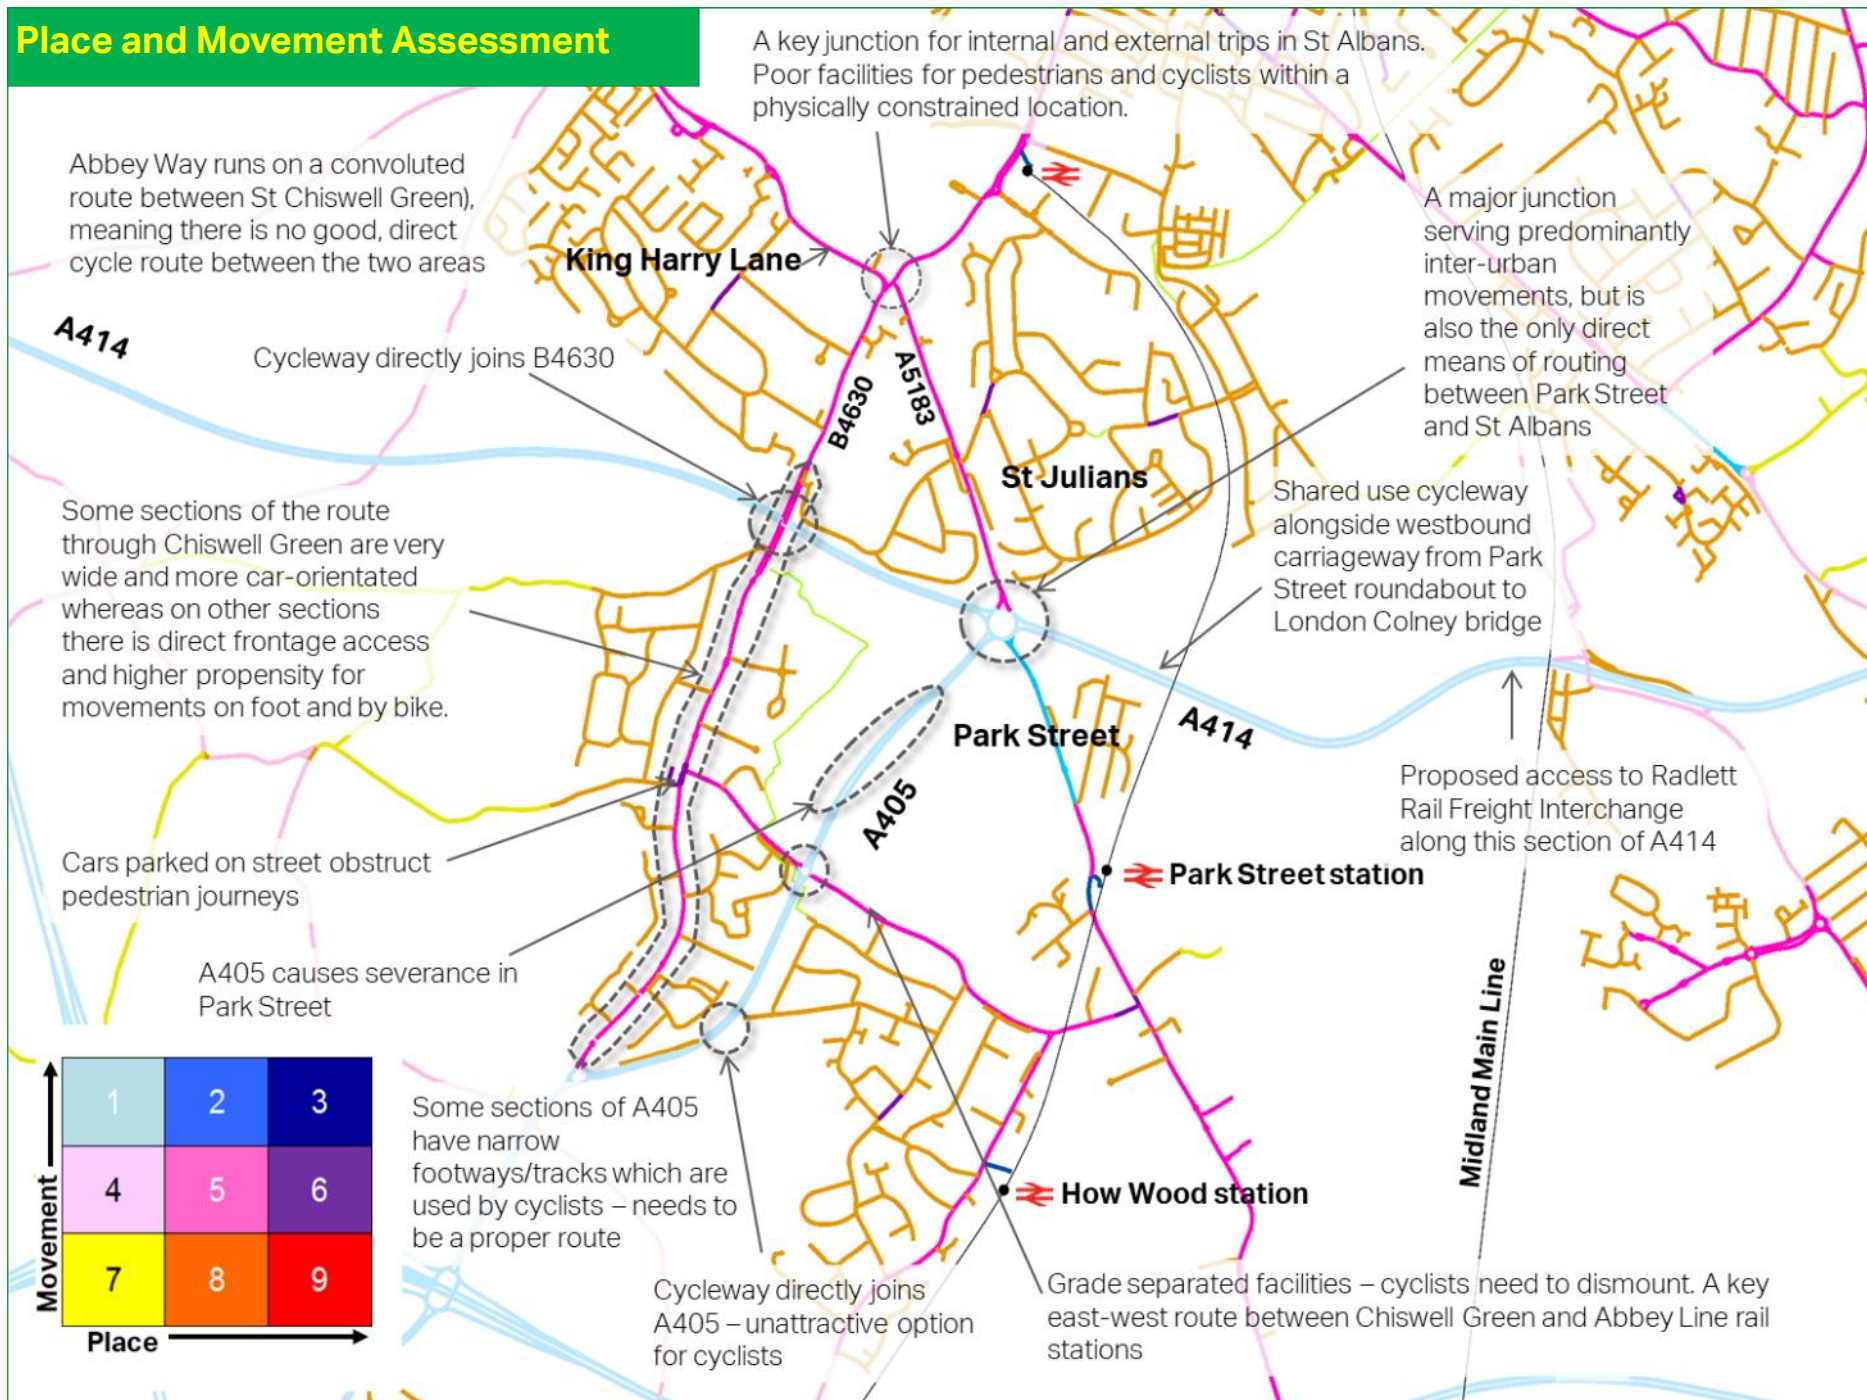 Place and Movement Assessment
A key junction for internal and external trips in St Albans.
Poor facilities for pedestrians and cyclists within a
physically constrained location.
Abbey Way runs on a convoluted
route between St Chiswell Green),
meaning there is no good, direct
cycle route between the two areas
A major junction
serving predominantly
inter-urban
movements, but is
also the only direct
means of routing
between Park Street
and St Albans
King Harry Lane
A414
Cycleway directly joins B4630
B4630
A5183
St Julians
Some sections of the route
through Chiswell Green are very
wide and more car-orientated
whereas on other sections
there is direct frontage access
and higher propensity for
movements on foot and by bike.
Shared use cycleway
alongside westbound
carriageway from Park
Street roundabout to
London Colney bridge
Park Street
A414
A405
Proposed access to Radlett
Rail Freight Interchange
along this section of A414
Cars parked on street obstruct
pedestrian journeys
Park Street station
A405 causes severance in
Park Street
Midland Main Line
Movement
1
2
3
4
5
6
7
8
9
Place
Some sections of A405
have narrow
footways/tracks which are
used by cyclists – needs to
be a proper route
How Wood station
Cycleway directly joins
A405 – unattractive option
for cyclists
Grade separated facilities – cyclists need to dismount. A key
east-west route between Chiswell Green and Abbey Line rail
stations